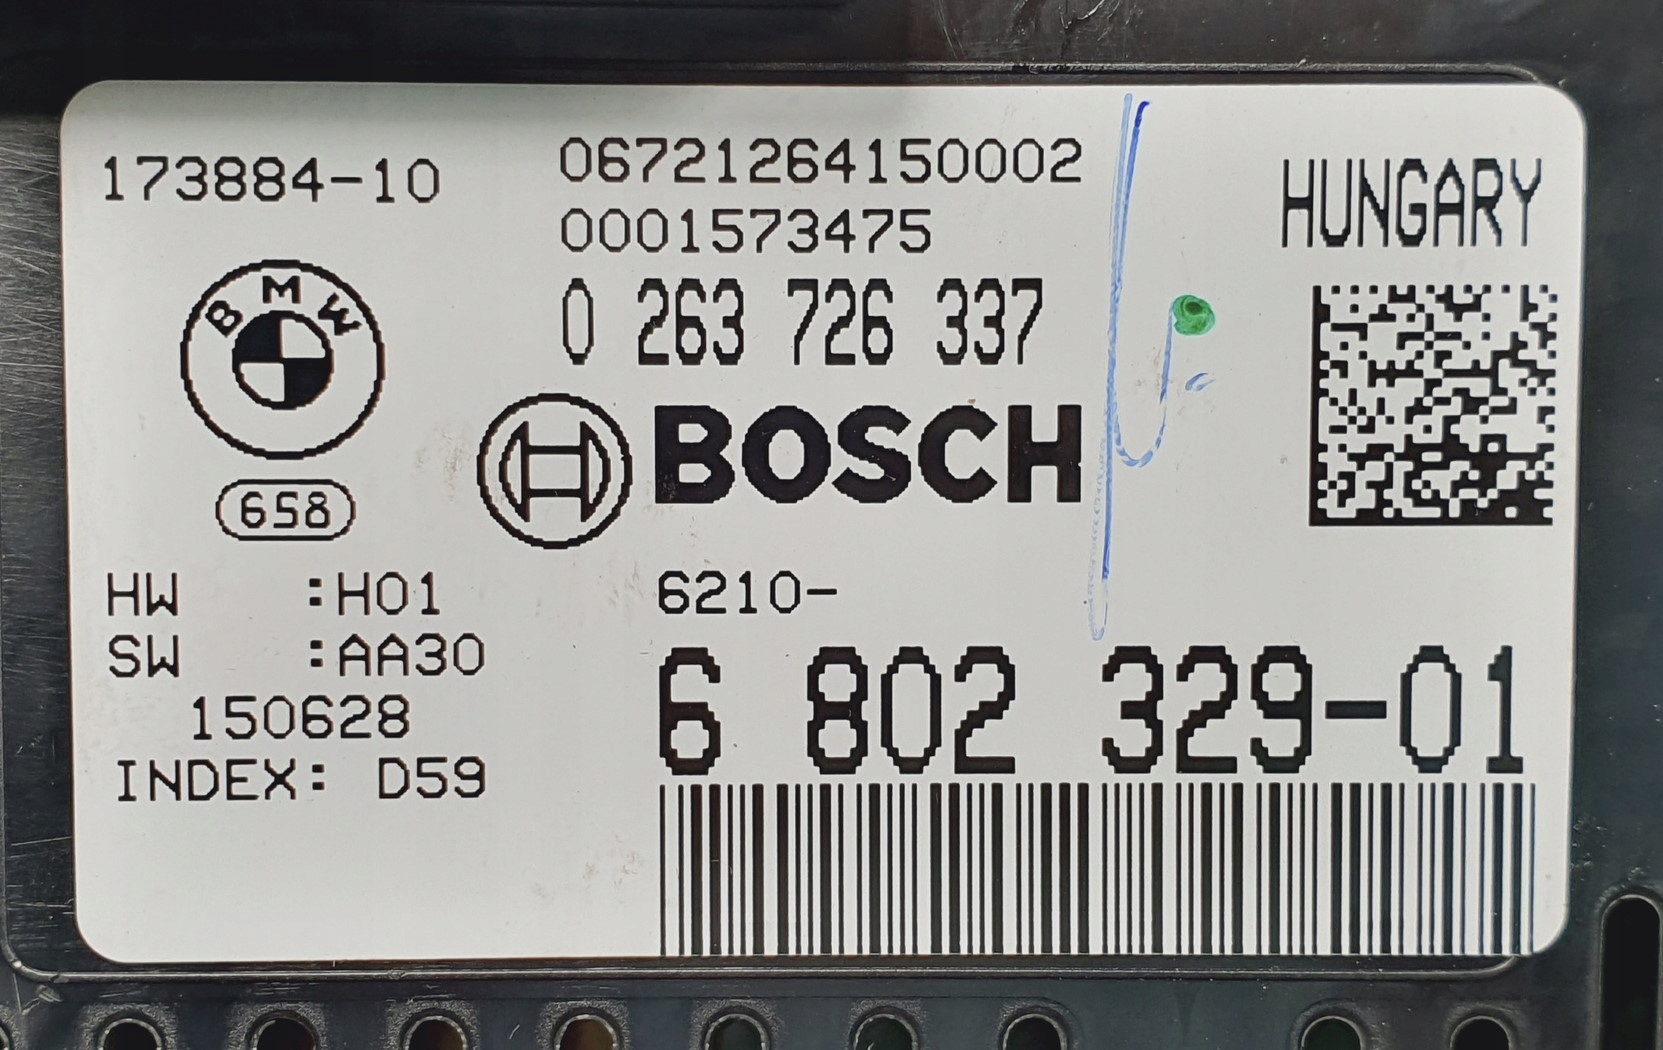 173884-10
06721264150002
0001573475
HUNGARY
0 263 726 337
BMW
BOSCH
658
HW :H01
SW :AA30
150628
INDEX: D59
6210-
6 802 329-01